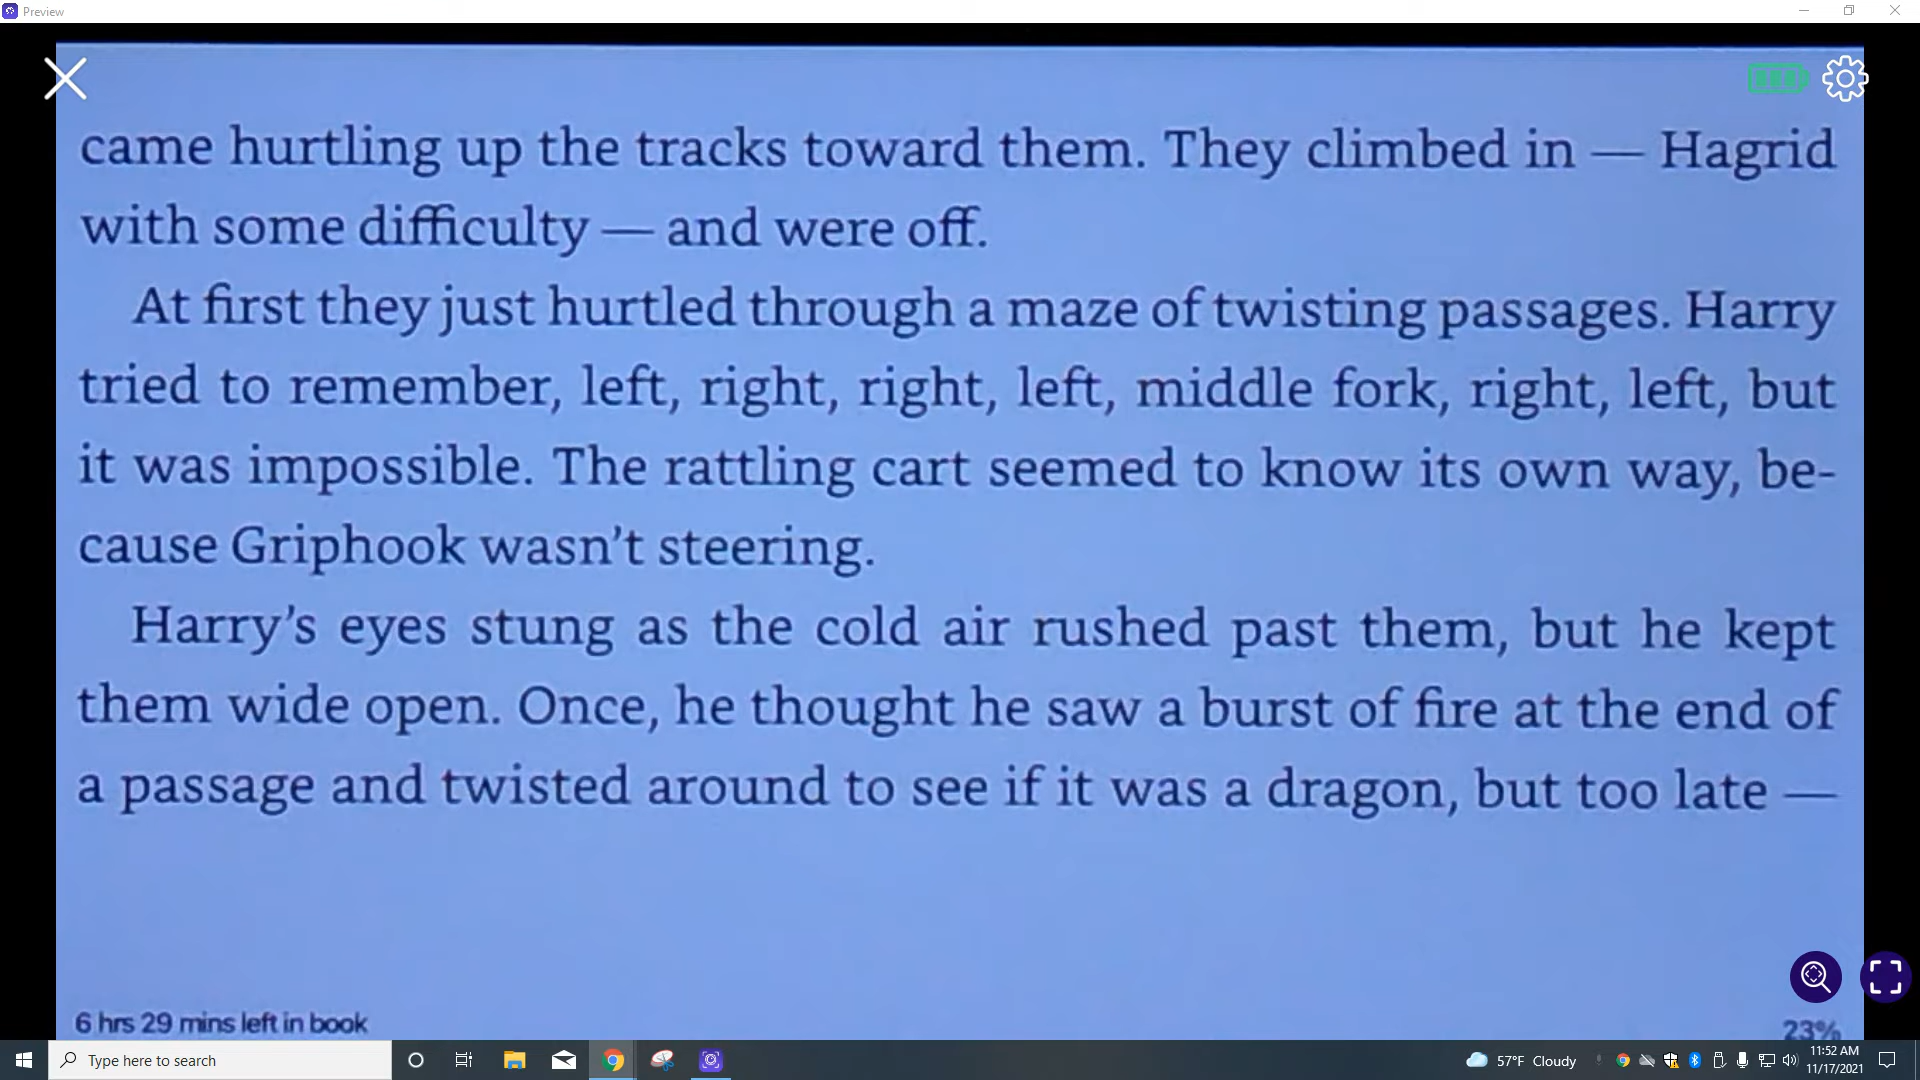 Preview
came hurtling up the tracks toward them. They climbed in — Hagrid
with some difficulty — and were off.
At first they just hurtled through a maze of twisting passages. Harry
tried to remember, left, right, right, left, middle fork, right, left, but
it was impossible. The rattling cart seemed to know its own way, be-
cause Griphook wasn’t steering.
Harry’s eyes stung as the cold air rushed past them, but he kept
them wide open. Once, he thought he saw a burst of fire at the end of
a passage and twisted around to see if it was a dragon, but too late —
6 hrs 29 mins left in book
23%
Type here to search
57°F Cloudy
11:52 AM
11/17/2021